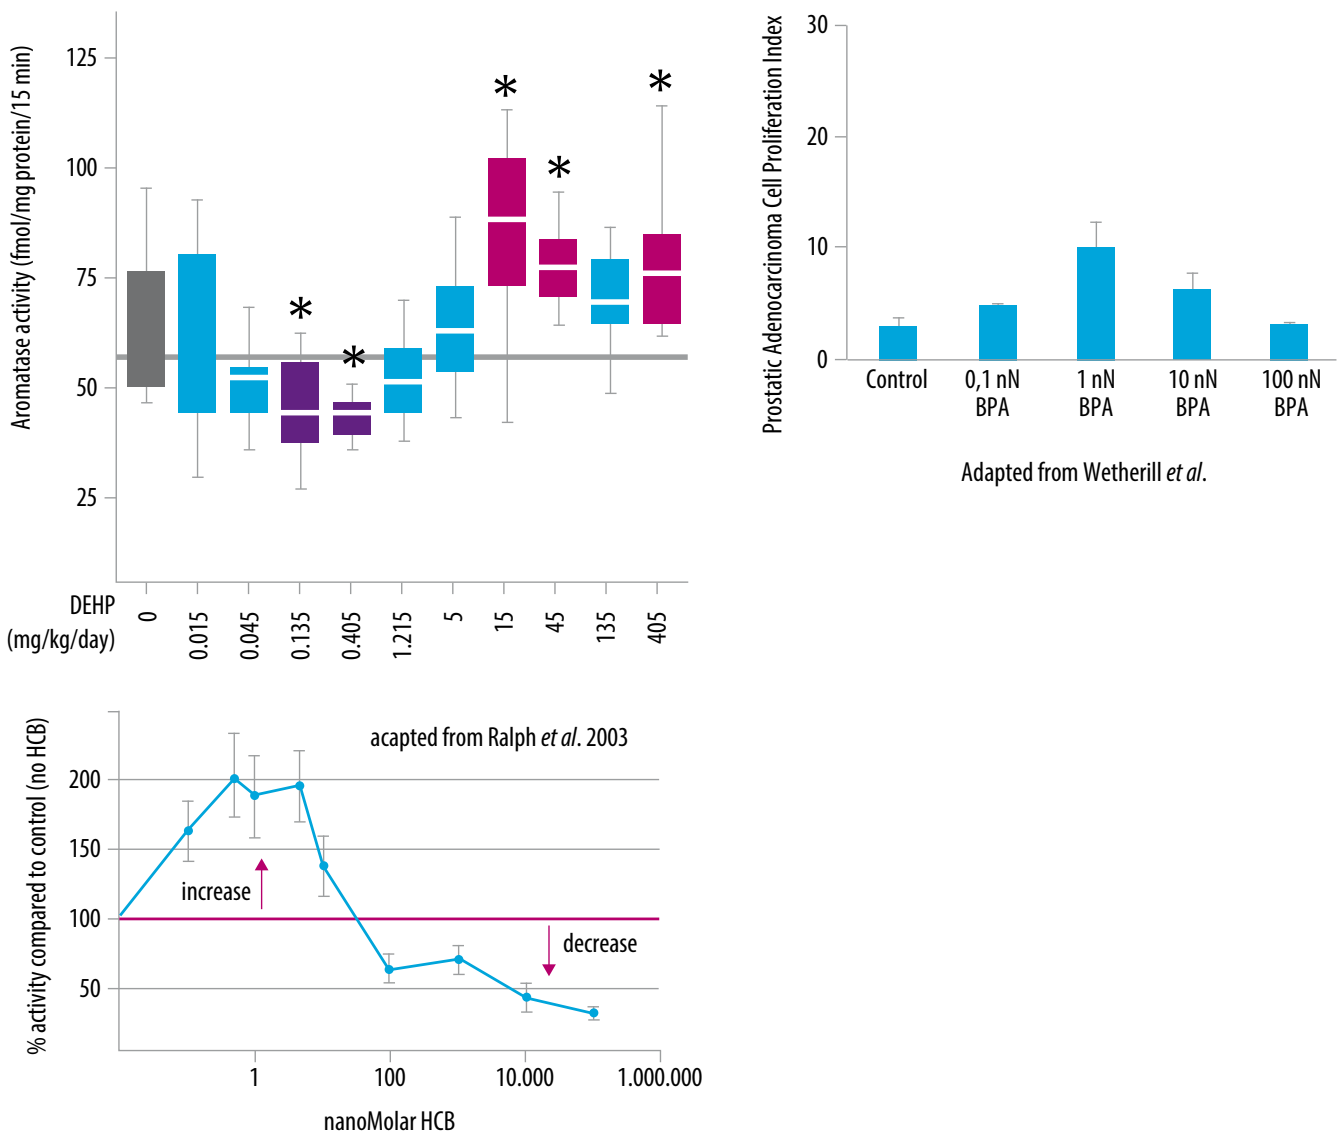 Aromatase activity (fmol/mg protein/15 min)
125
100
75
50
25
*
*
*
*
*
DEHP
(mg/kg/day)
0
0.015
0.045
0.135
0.405
1.215
5
15
45
135
405
Prostatic Adenocarcinoma Cell Proliferation Index
30
20
10
0
Control
0,1 nN
BPA
1 nN
BPA
10 nN
BPA
100 nN
BPA
Adapted from Wetherill et al.
% activity compared to control (no HCB)
200
150
100
50
acapted from Ralph et al. 2003
increase
decrease
1
100
10.000
1.000.000
nanoMolar HCB